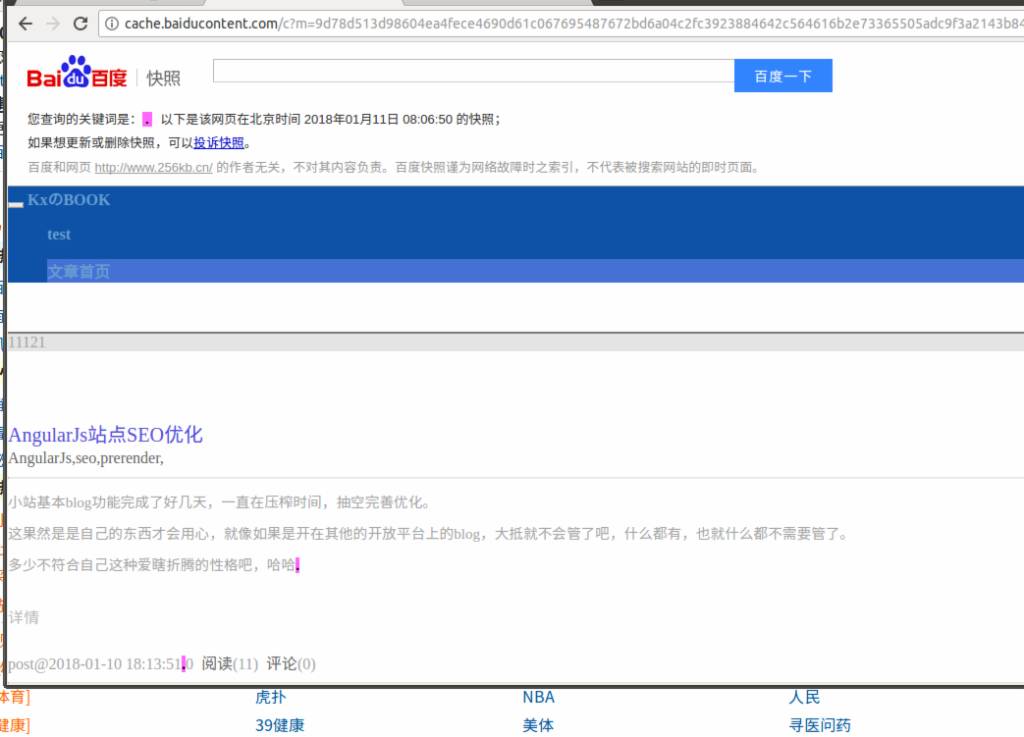 cache.baiducontent.com/c?m=9d78d513d98604ea4fece4690d61c067695487672bd6a04c2fc3923884642c564616b2e73365505adc9f3a2143b84
Bai du 百度 快照 百度一下
您查询的关键词是： . 以下是该网页在北京时间 2018年01月11日 08:06:50 的快照；
如果想更新或删除快照，可以投诉快照。
百度和网页 http://www.256kb.cn/ 的作者无关，不对其内容负责。百度快照谨为网络故障时之索引，不代表被搜索网站的即时页面。
KxのBOOK
test
文章首页
11121
AngularJs站点SEO优化
AngularJs,seo,prerender,
小站基本blog功能完成了好几天，一直在压榨时间，抽空完善优化。
这果然是是自己的东西才会用心，就像如果是开在其他的开放平台上的blog，大抵就不会管了吧，什么都有，也就什么都不需要管了。
多少不符合自己这种爱瞎折腾的性格吧，哈哈.
详情
post@2018-01-10 18:13:51.0 阅读(11) 评论(0)
体育] 虎扑 NBA 人民
健康] 39健康 美体 寻医问药